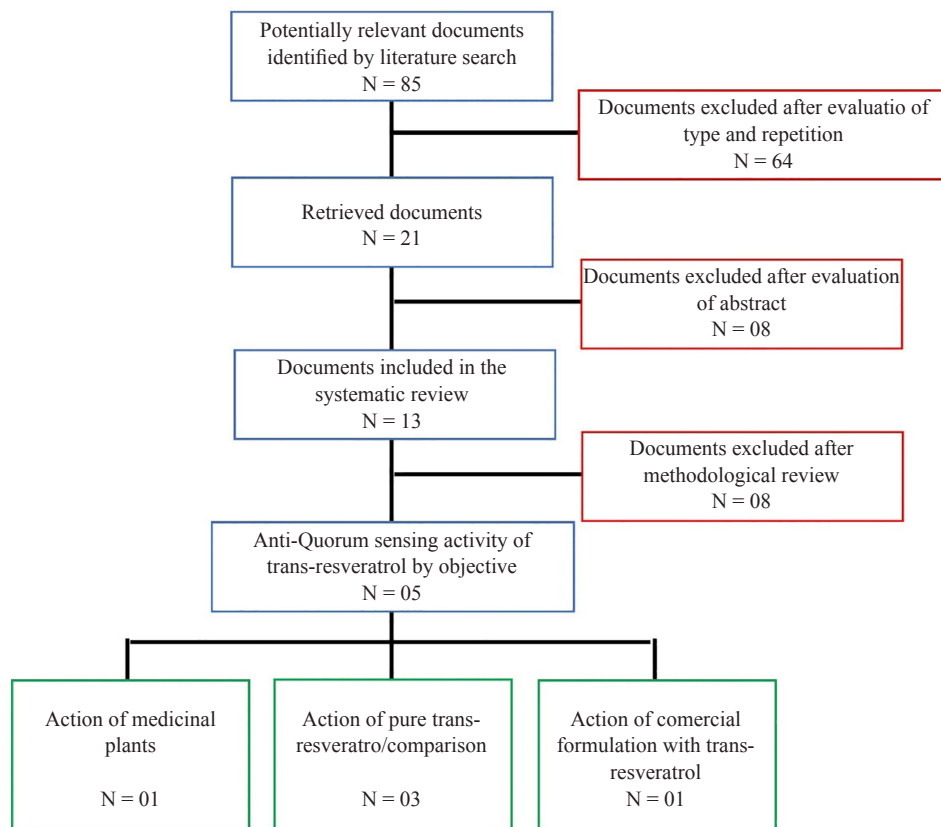 Potentially relevant documents
identified by literature search
N = 85
Documents excluded after evaluatio of
type and repetition
N = 64
Retrieved documents
N = 21
Documents excluded after evaluation
of abstract
N = 08
Documents included in the
systematic review
N = 13
Documents excluded after
methodological review
N = 08
Anti-Quorum sensing activity of
trans-resveratrol by objective
N = 05
Action of medicinal
plants
N = 01
Action of pure trans-
resveratro/comparison
N = 03
Action of comercial
formulation with trans-
resveratrol
N = 01